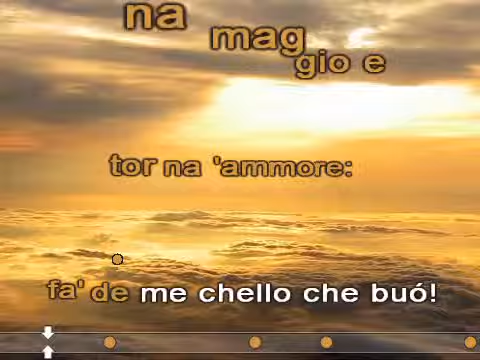 na mag gio e
tor na 'ammore:
fa' de me chello che buó!